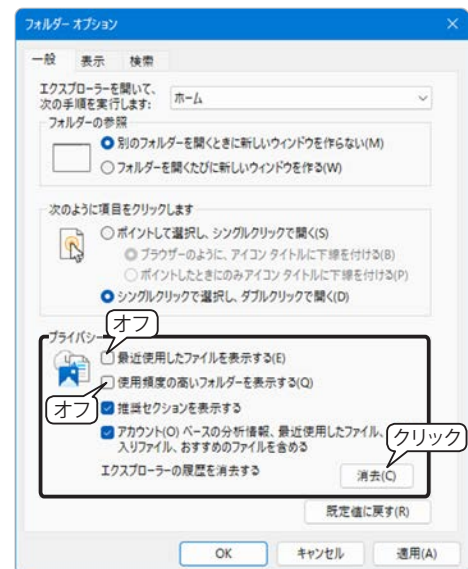 フォルダー オプション
一般 表示 検索
エクスプローラーを開いて、
次の手順を実行します: ホーム
フォルダーの参照
別のフォルダーを開くときに新しいウィンドウを作らない(M)
フォルダーを開くたびに新しいウィンドウを作る(W)
次のように項目をクリックします
ポイントして選択し、シングルクリックで開く(S)
ブラウザーのように、アイコン タイトルに下線を付ける(B)
ポイントしたときにのみアイコン タイトルに下線を付ける(P)
シングルクリックで選択し、ダブルクリックで開く(D)
オフ
プライバシー
最近使用したファイルを表示する(E)
使用頻度の高いフォルダーを表示する(Q)
オフ
推奨セクションを表示する
アカウント(O) ベースの分析情報、最近使用したファイル、
入りファイル、おすすめのファイルを含める
クリック
エクスプローラーの履歴を消去する 消去(C)
既定値に戻す(R)
OK キャンセル 適用(A)